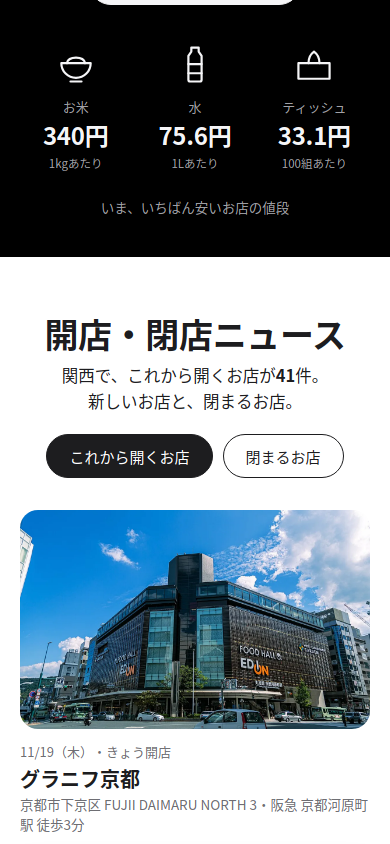 お米
水
ティッシュ
340円
75.6円
33.1円
1kgあたり
1Lあたり
100組あたり
いま、いちばん安いお店の値段
開店・閉店ニュース
関西で、これから開くお店が41件。
新しいお店と、閉まるお店。
これから開くお店
閉まるお店
FOOD HALL
EDION
11/19（木）・きょう開店
グラニフ京都
京都市下京区 FUJII DAIMARU NORTH 3・阪急 京都河原町
駅 徒歩3分